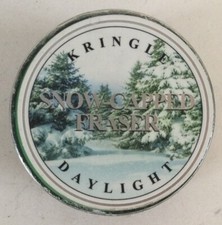 KRINGLE
SNOW CAPPED
FRASER
DAYLIGHT